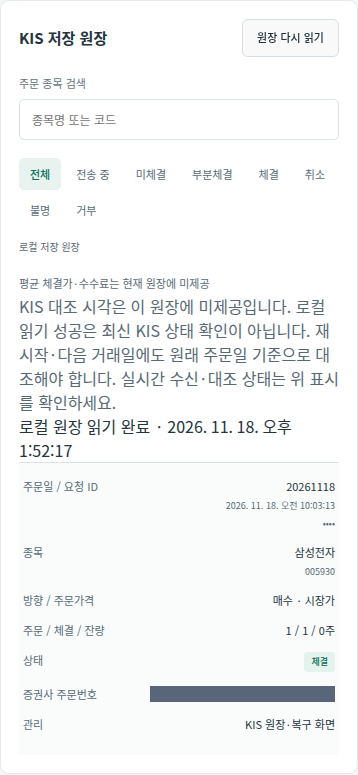 KIS 저장 원장
원장 다시 읽기
주문 종목 검색
종목명 또는 코드
전체 전송 중 미체결 부분체결 체결 취소
불명 거부
로컬 저장 원장
평균 체결가·수수료는 현재 원장에 미제공
KIS 대조 시각은 이 원장에 미제공입니다. 로컬
읽기 성공은 최신 KIS 상태 확인이 아닙니다. 재
시작·다음 거래일에도 원래 주문일 기준으로 대
조해야 합니다. 실시간 수신·대조 상태는 위 표시
를 확인하세요.
로컬 원장 읽기 완료 · 2026. 11. 18. 오후
1:52:17
주문일 / 요청 ID 20261118
2026. 11. 18. 오전 10:03:13
••••
종목 삼성전자
005930
방향 / 주문가격 매수 · 시장가
주문 / 체결 / 잔량 1 / 1 / 0주
상태 체결
증권사 주문번호
관리 KIS 원장·복구 화면